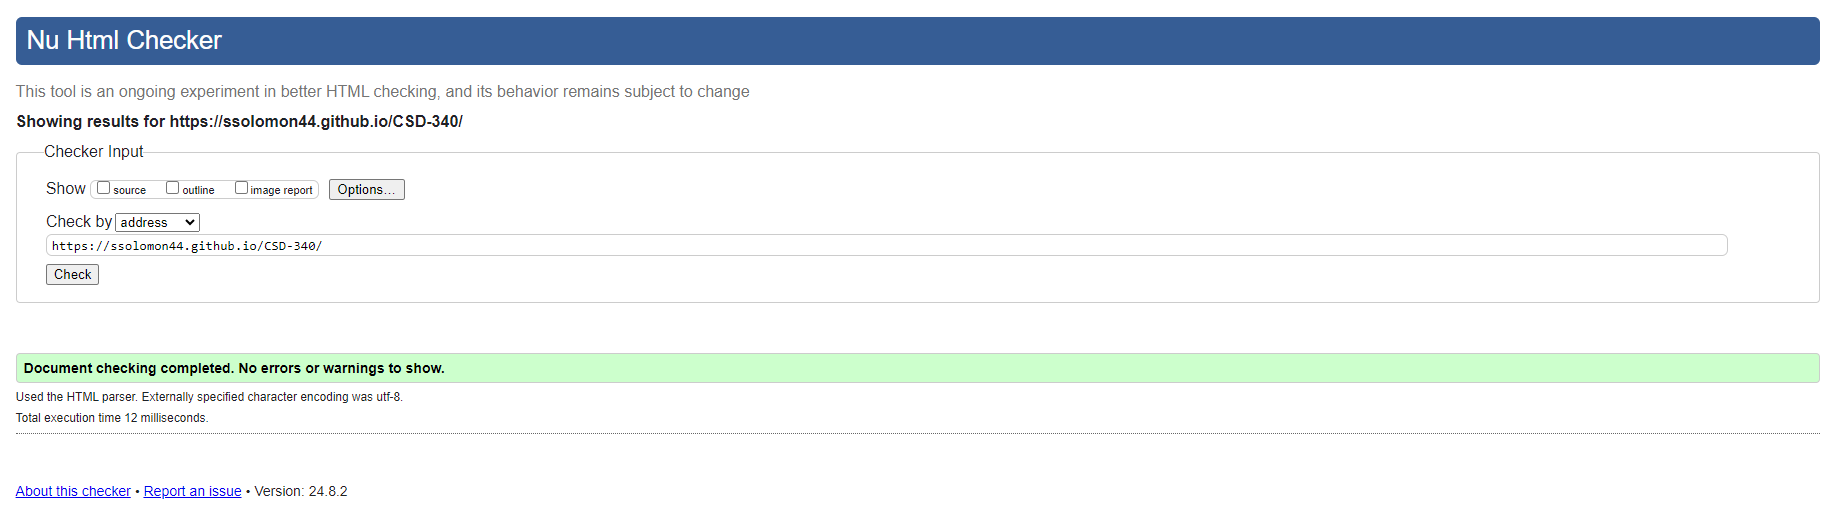 Nu Html Checker
This tool is an ongoing experiment in better HTML checking, and its behavior remains subject to change
Showing results for https://ssolomon44.github.io/CSD-340/
Checker Input
Show source outline image report Options...
Check by address
https://ssolomon44.github.io/CSD-340/
Check
Document checking completed. No errors or warnings to show.
Used the HTML parser. Externally specified character encoding was utf-8.
Total execution time 12 milliseconds.
About this checker • Report an issue • Version: 24.8.2